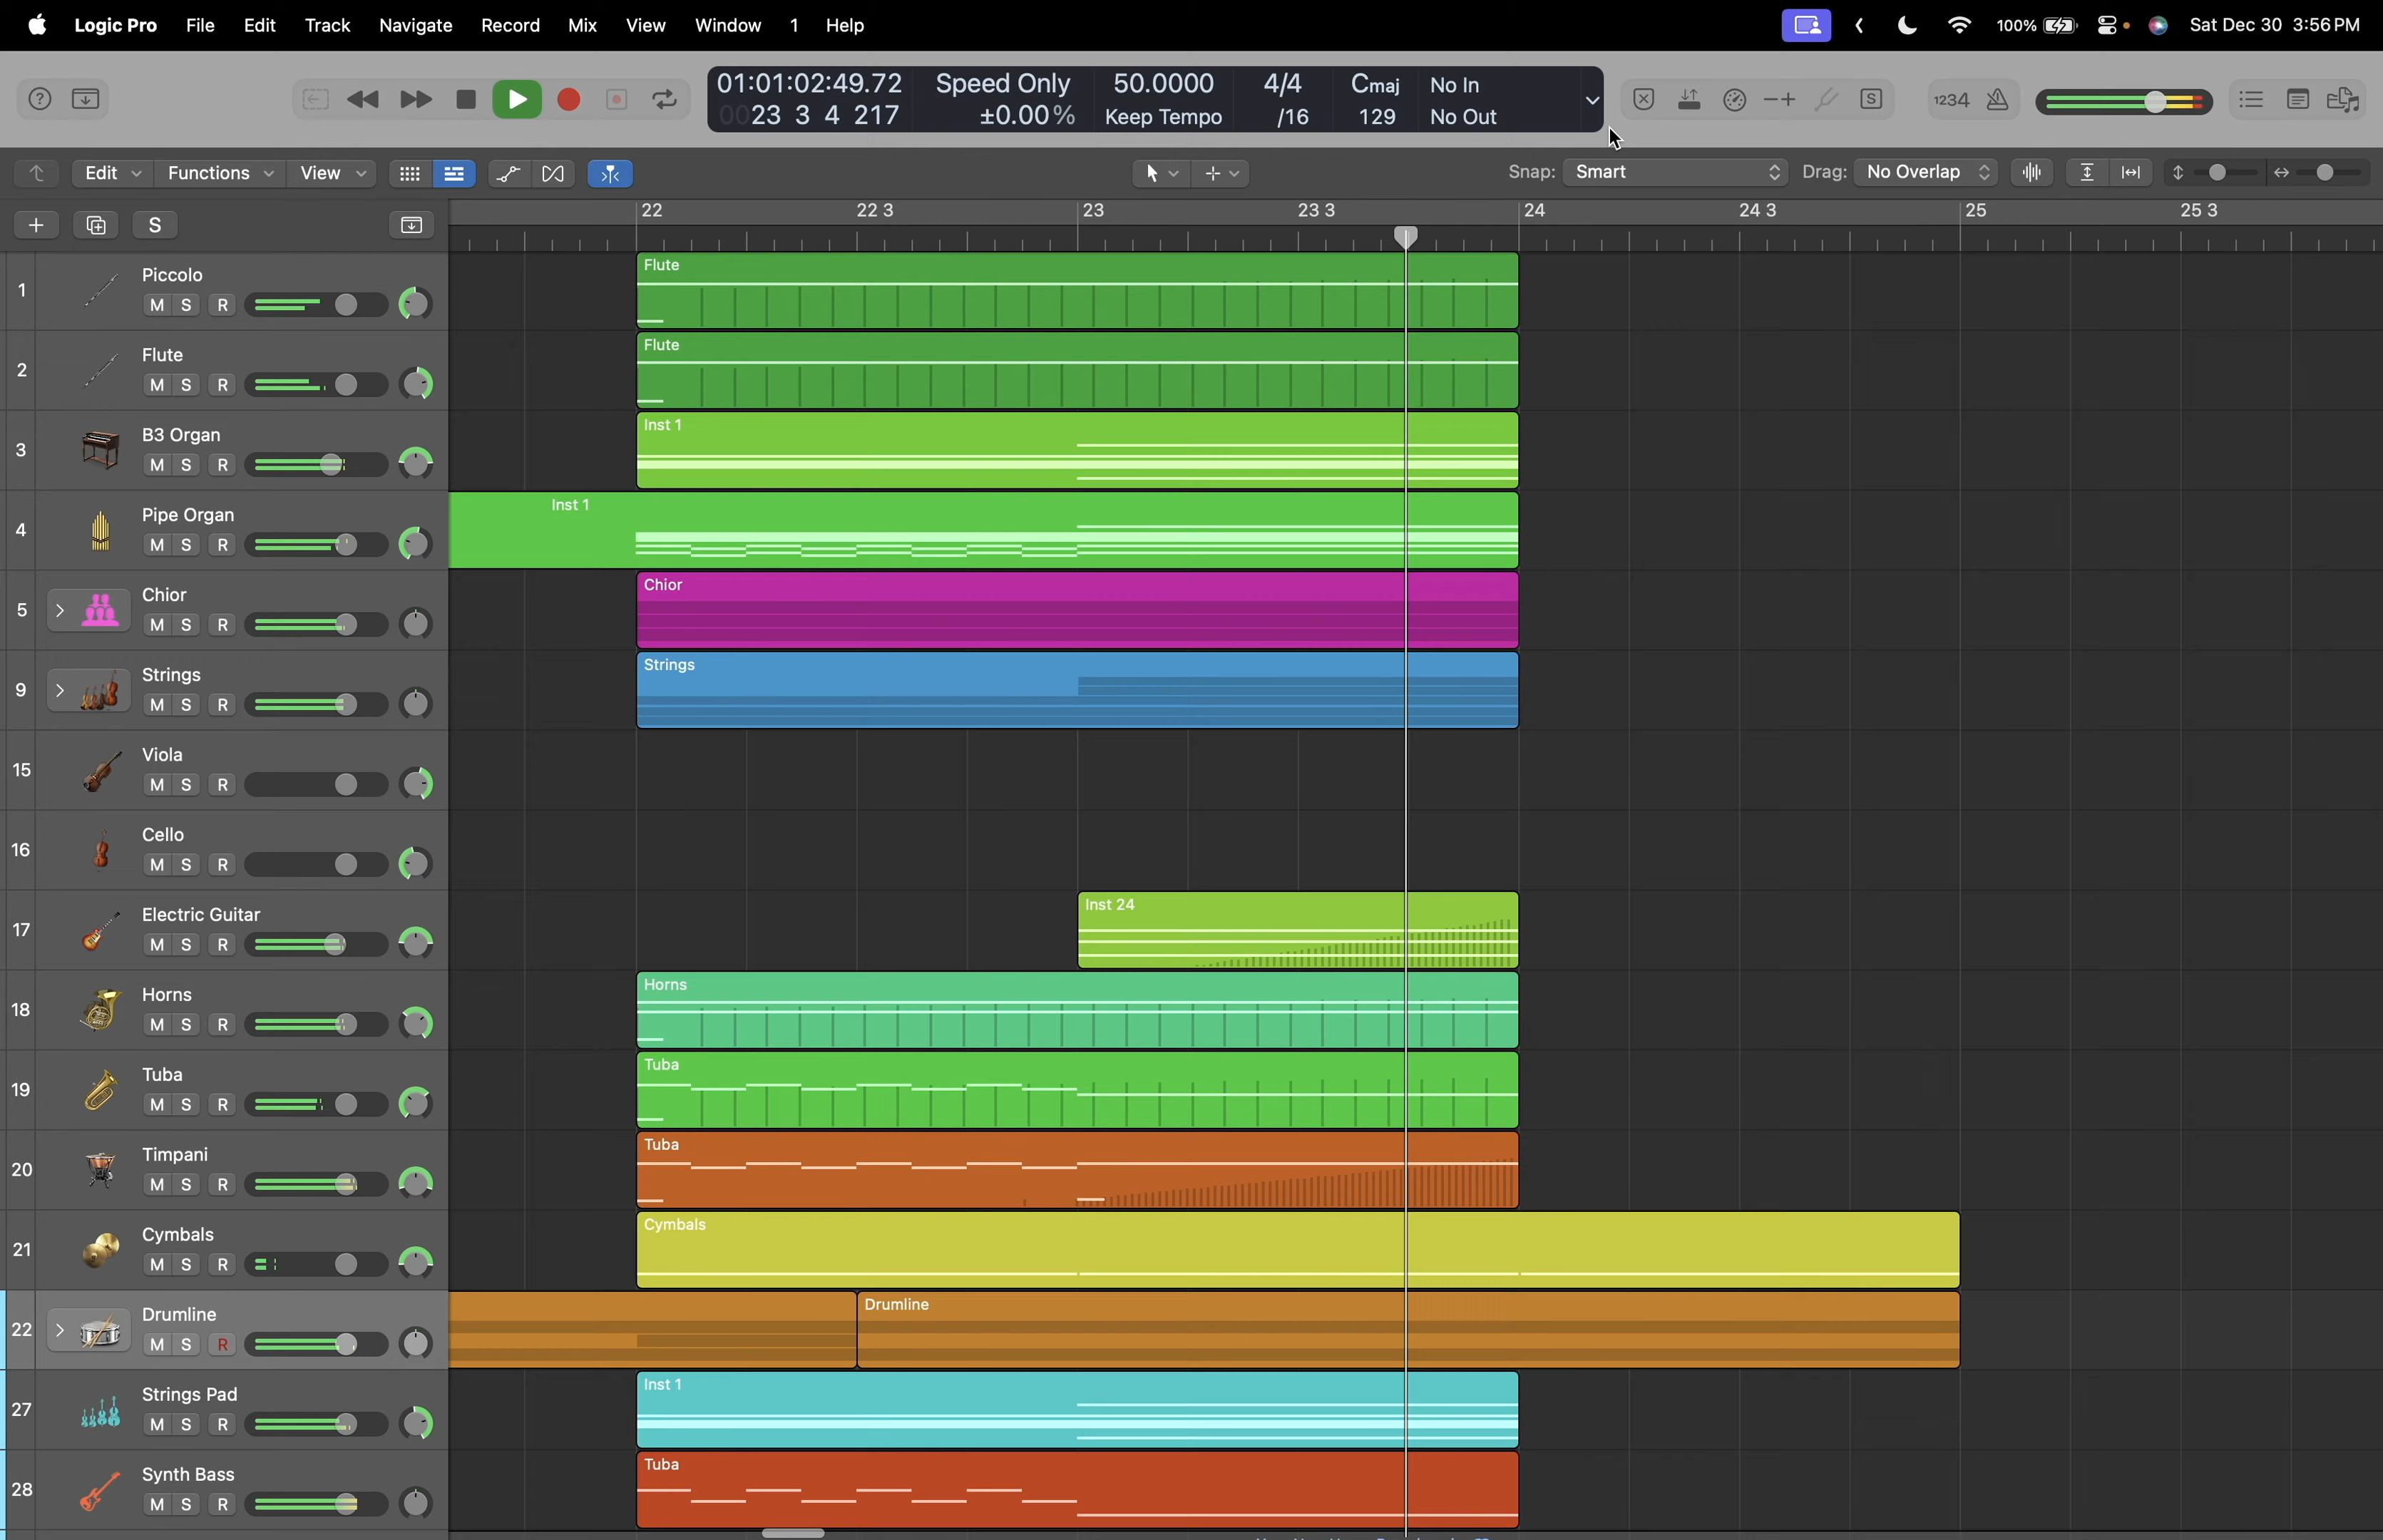 Logic Pro File Edit Track Navigate Record Mix View Window 1 Help 100% Sat Dec 30 3:56 PM
01:01:02:49.72 Speed Only 50.0000 4/4 Cmaj No In
0023 3 4 217 ±0.00% Keep Tempo /16 129 No Out
1234
S
Edit Functions View Snap: Smart Drag: No Overlap
S
22 22 3 23 23 3 24 24 3 25 25 3
1 Piccolo
M S R
Flute
2 Flute
M S R
Flute
3 B3 Organ
M S R
Inst 1
4 Pipe Organ
M S R
Inst 1
5 Chior
M S R
Chior
9 Strings
M S R
Strings
15 Viola
M S R
16 Cello
M S R
17 Electric Guitar
M S R
Inst 24
18 Horns
M S R
Horns
19 Tuba
M S R
Tuba
20 Timpani
M S R
Tuba
21 Cymbals
M S R
Cymbals
22 Drumline
M S R
Drumline
27 Strings Pad
M S R
Inst 1
28 Synth Bass
M S R
Tuba